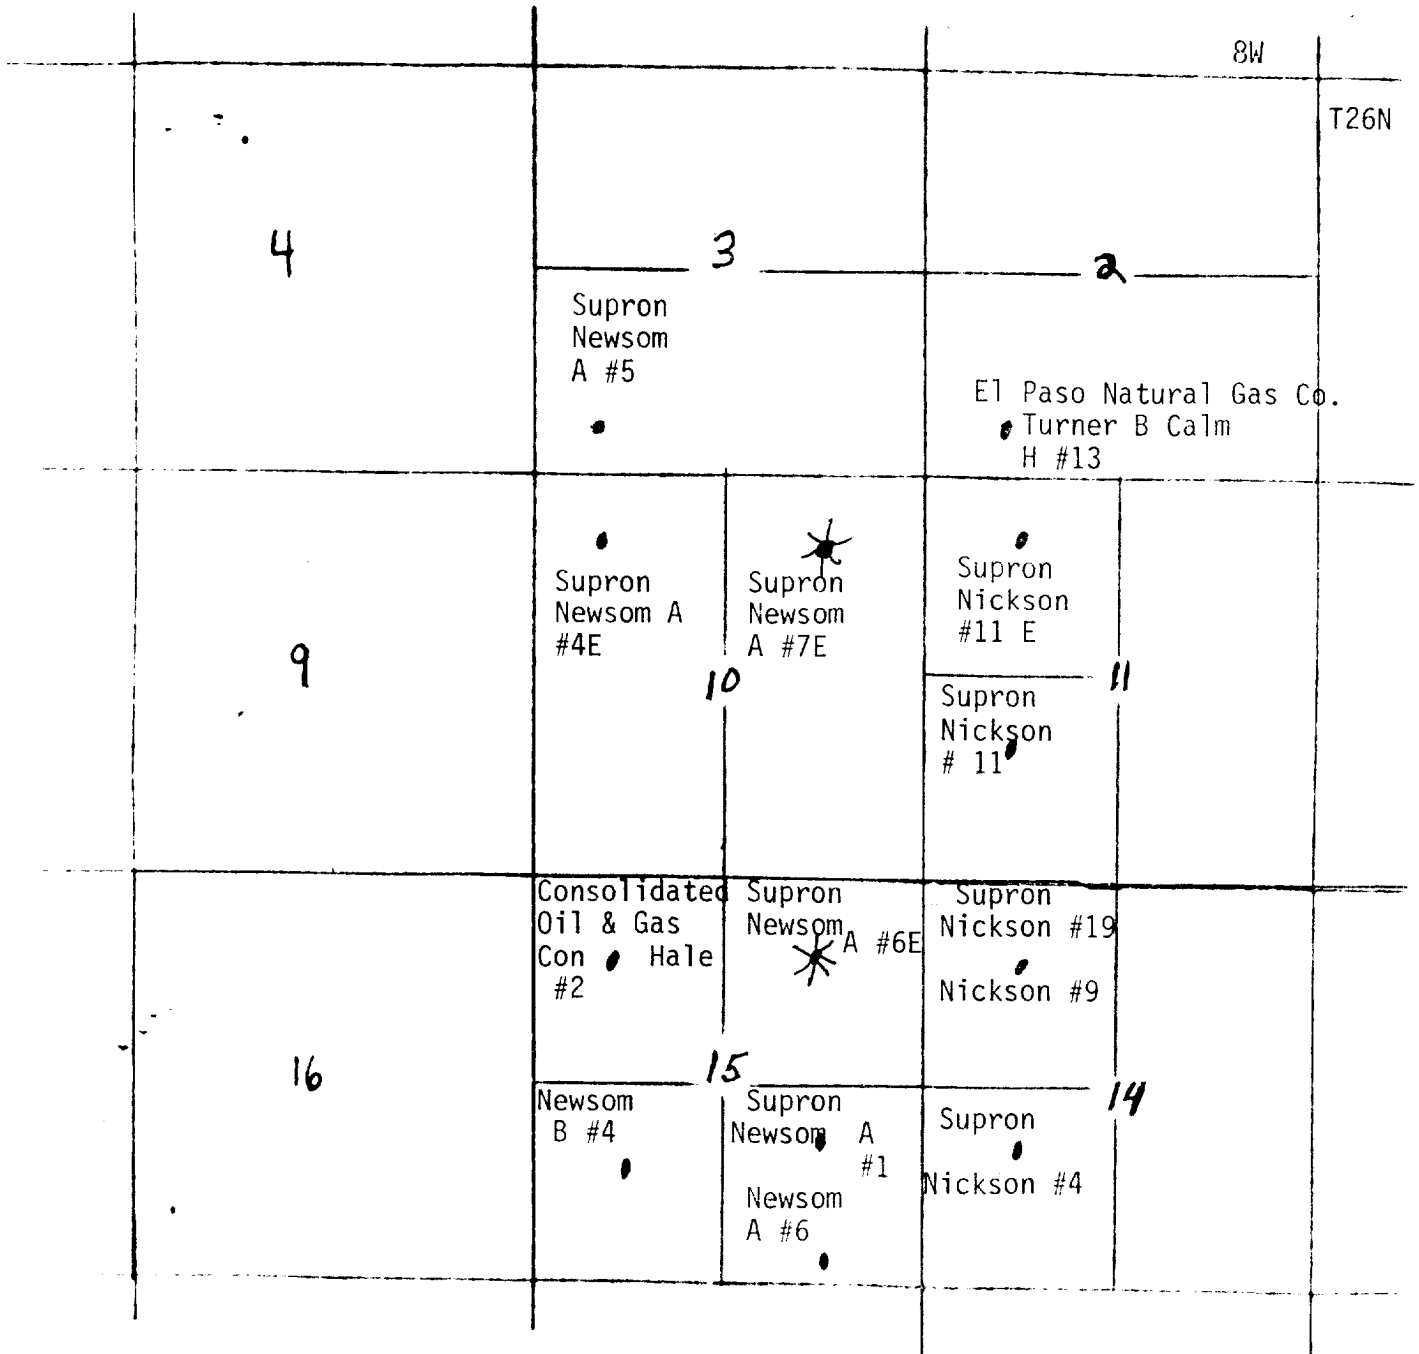 8W
T26N
4
3
2
Supron
Newsom
A #5
El Paso Natural Gas Co.
Turner B Calm
H #13
Supron
Newsom A
#4E
Supron
Newsom
A #7E
Supron
Nickson
#11 E
9
10
11
Supron
Nickson
# 11
Consolidated
Oil & Gas
Con Hale
#2
Supron
Newsom
A #6E
Supron
Nickson #19
Nickson #9
16
15
14
Newsom
B #4
Supron
Newsom A
#1
Newsom
A #6
Supron
Nickson #4